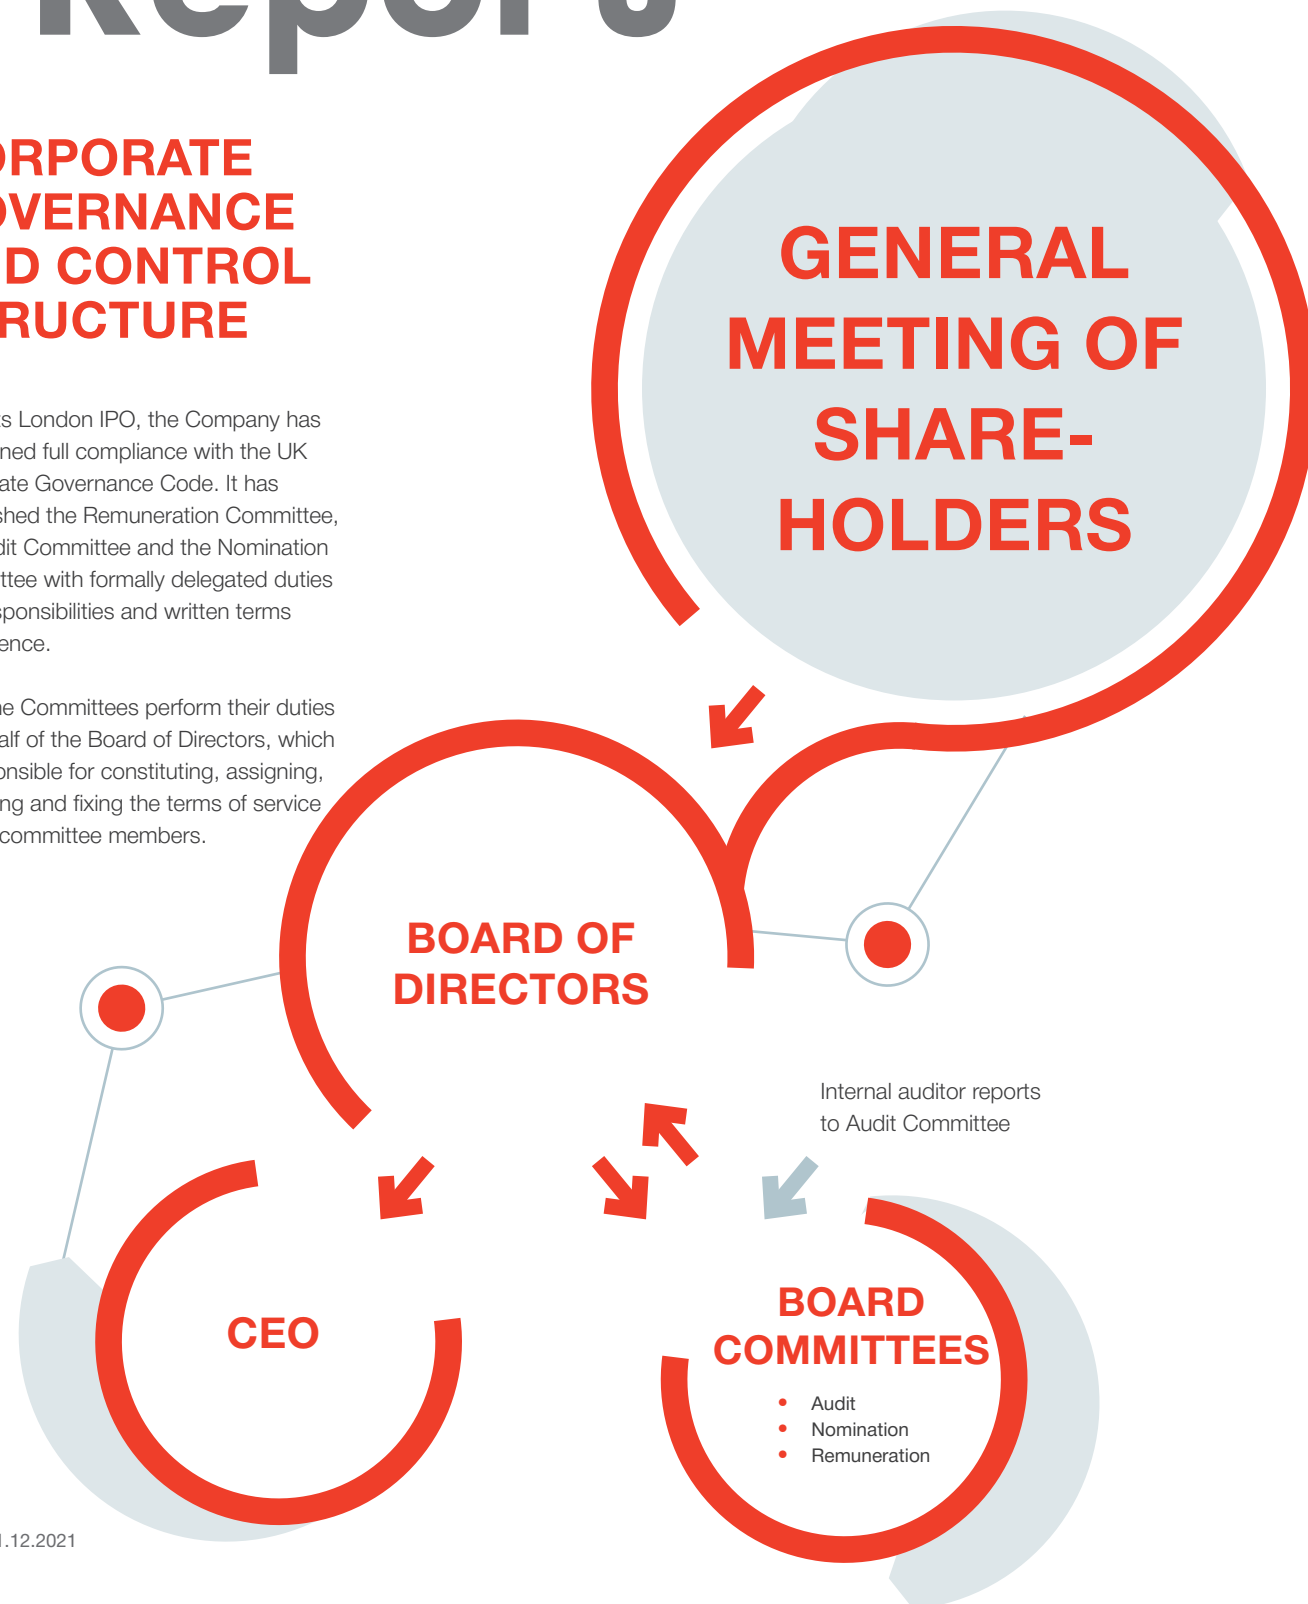 Report
ORPORATE
OVERNANCE
D CONTROL
RUCTURE
ts London IPO, the Company has
ned full compliance with the UK
ate Governance Code. It has
shed the Remuneration Committee,
dit Committee and the Nomination
ttee with formally delegated duties
sponsibilities and written terms
ence.
ne Committees perform their duties
alf of the Board of Directors, which
onsible for constituting, assigning,
ng and fixing the terms of service
committee members.
GENERAL
MEETING OF
SHARE-
HOLDERS
BOARD OF
DIRECTORS
Internal auditor reports
to Audit Committee
CEO
BOARD
COMMITTEES
• Audit
• Nomination
• Remuneration
1.12.2021